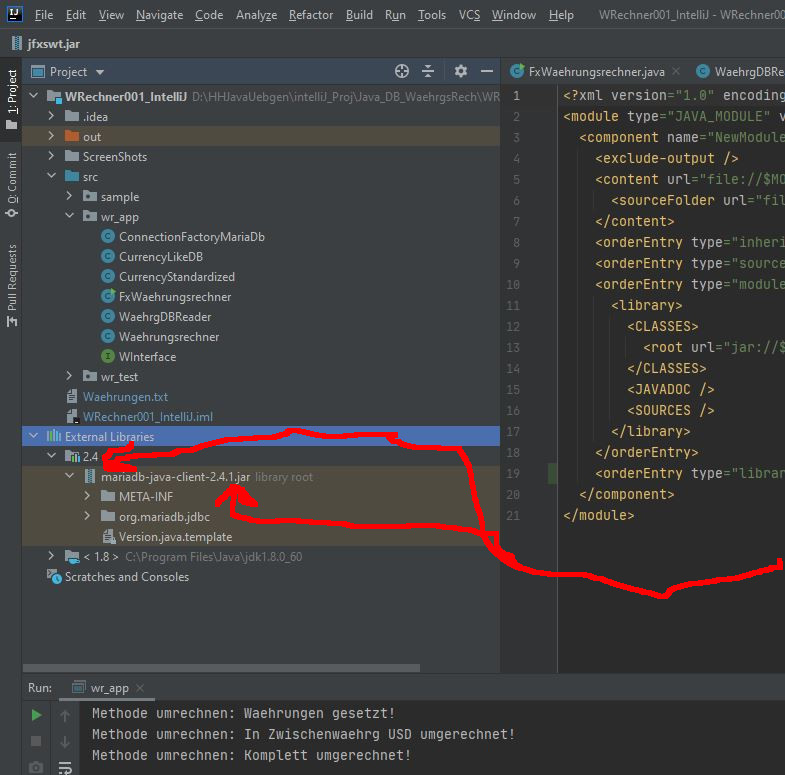 File Edit View Navigate Code Analyze Refactor Build Run Tools VCS Window Help WRechner001_IntelliJ - WRechner00
jfxswt.jar
1: Project
0: Commit
Pull Requests
Project
WRechner001_IntelliJ D:\HHJavaUebgen\intelliJ_Proj\Java_DB_WaehrgsRech\WR
.idea
out
ScreenShots
src
sample
wr_app
ConnectionFactoryMariaDb
CurrencyLikeDB
CurrencyStandardized
FxWaehrungsrechner
WaehrgDBReader
Waehrungsrechner
WInterface
wr_test
Waehrungen.txt
WRechner001_IntelliJ.iml
External Libraries
2.4
mariadb-java-client-2.4.1.jar library root
META-INF
org.mariadb.jdbc
Version.java.template
< 1.8 > C:\Program Files\Java\jdk1.8.0_60
Scratches and Consoles
FxWaehrungsrechner.java WaehrgDBRea
1 <?xml version="1.0" encoding
2 <module type="JAVA_MODULE" v
3 <component name="NewModule
4 <exclude-output />
5 <content url="file://$MO
6 <sourceFolder url="fil
7 </content>
8 <orderEntry type="inheri
9 <orderEntry type="source
10 <orderEntry type="module
11 <library>
12 <CLASSES>
13 <root url="jar://$
14 </CLASSES>
15 <JAVADOC />
16 <SOURCES />
17 </library>
18 </orderEntry>
19 <orderEntry type="librar
20 </component>
21 </module>
Run: wr_app
Methode umrechnen: Waehrungen gesetzt!
Methode umrechnen: In Zwischenwaehrg USD umgerechnet!
Methode umrechnen: Komplett umgerechnet!